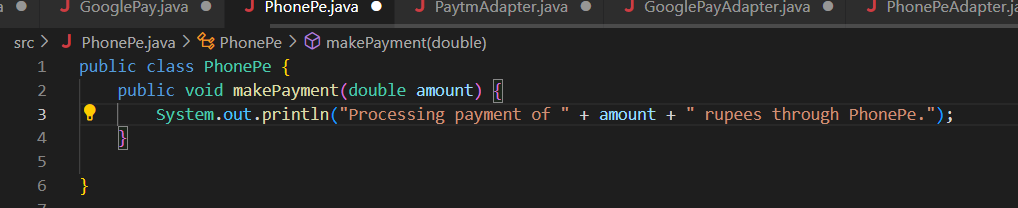 a GooglePay.java PhonePe.java PaytmAdapter.java GooglePayAdapter.java PhonePeAdapter.ja
src > J PhonePe.java > PhonePe > makePayment(double)
1 public class PhonePe {
2 public void makePayment(double amount) {
3 System.out.println("Processing payment of " + amount + " rupees through PhonePe.");
4 }
5
6 }
7